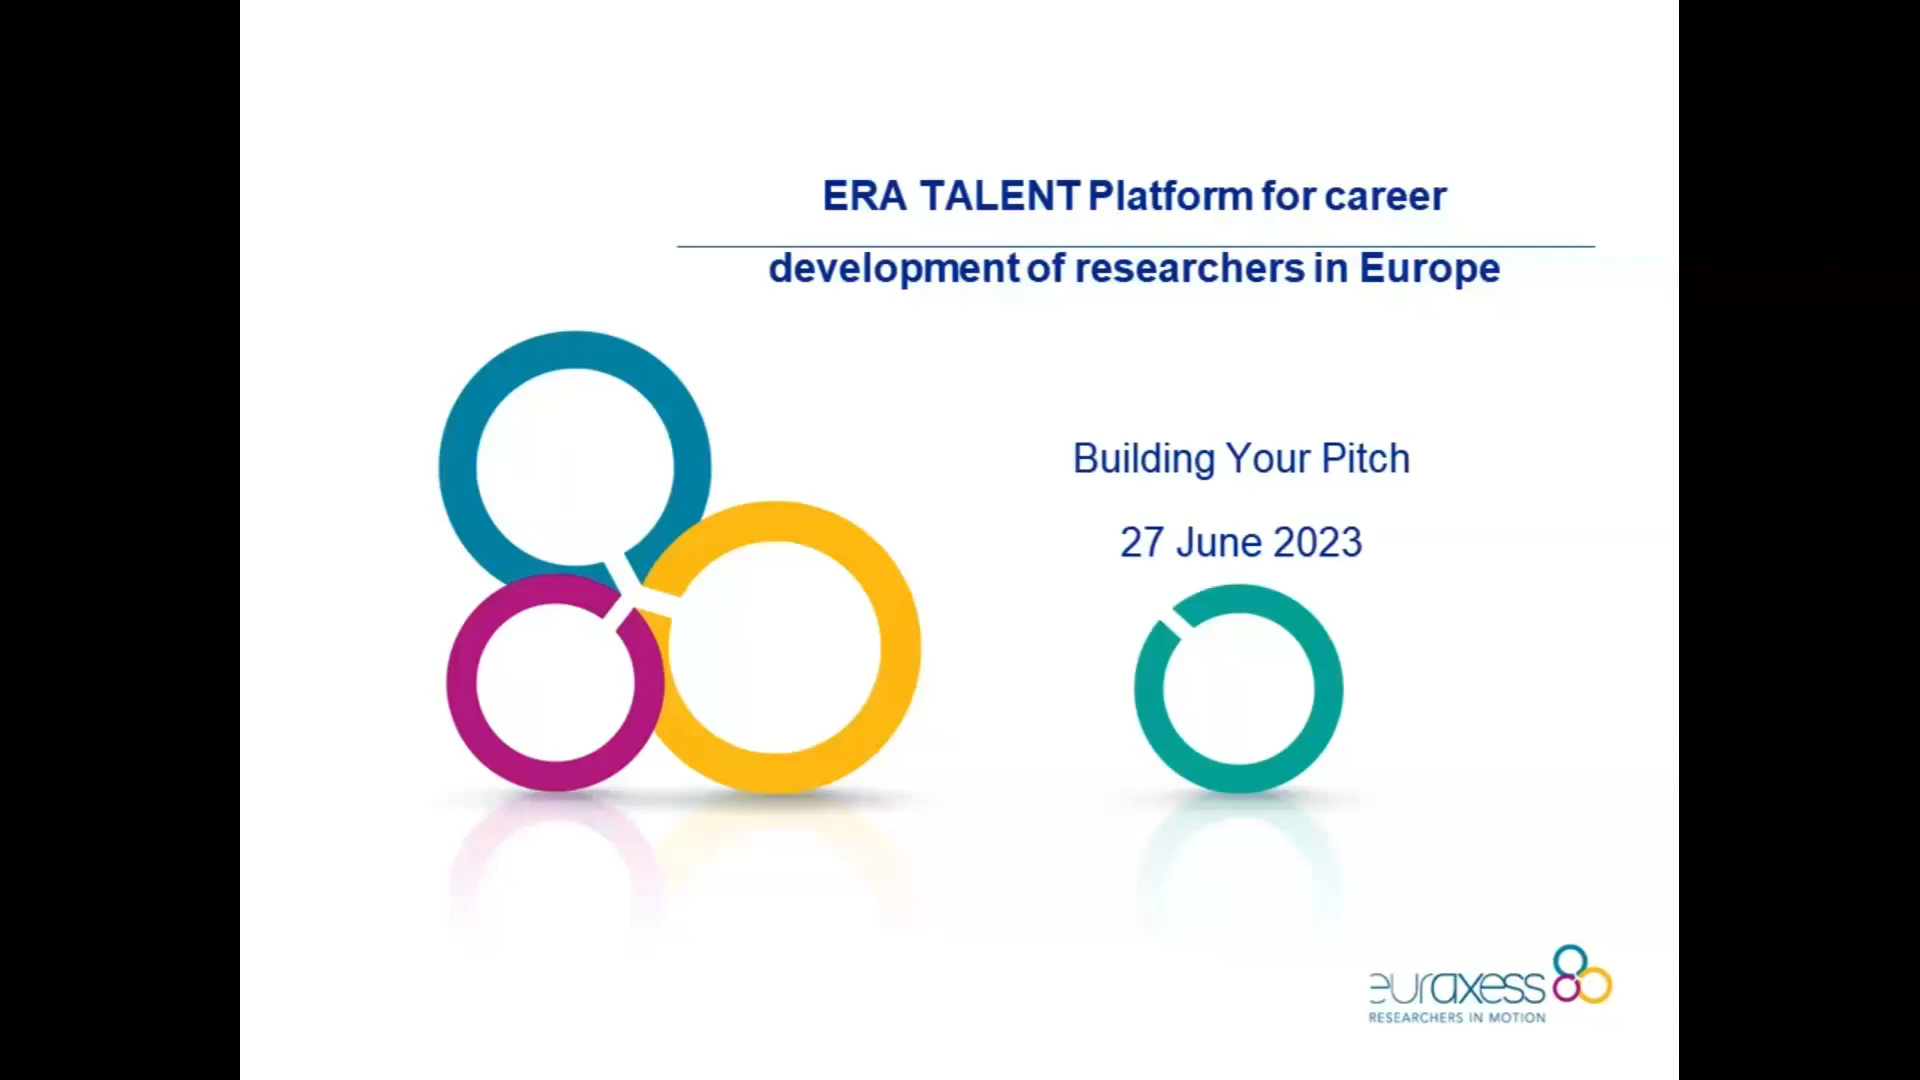 ERA TALENT Platform for career
development of researchers in Europe
Building Your Pitch
27 June 2023
euraxess
RESEARCHERS IN MOTION